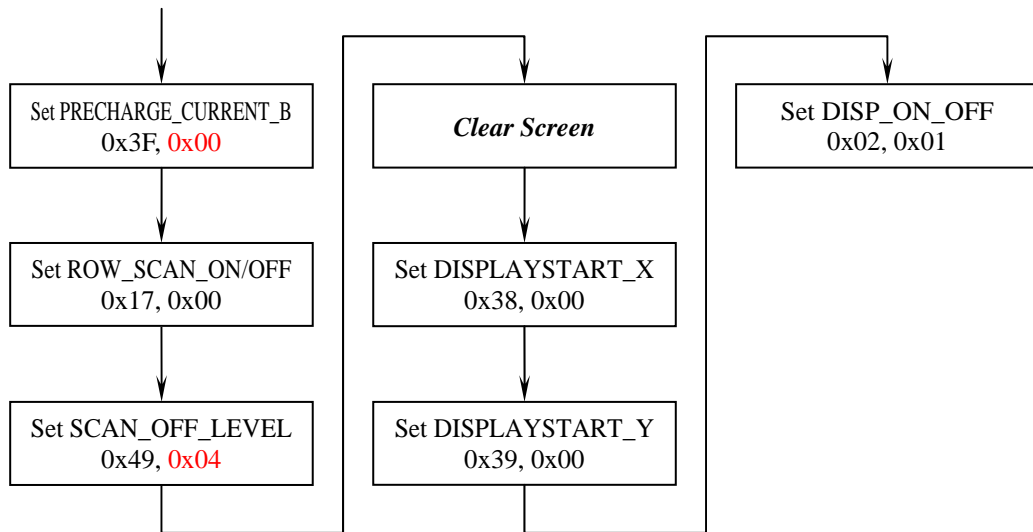 Set PRECHARGE_CURRENT_B
0x3F, 0x00
Set ROW_SCAN_ON/OFF
0x17, 0x00
Set SCAN_OFF_LEVEL
0x49, 0x04
Clear Screen
Set DISPLAYSTART_X
0x38, 0x00
Set DISPLAYSTART_Y
0x39, 0x00
Set DISP_ON_OFF
0x02, 0x01